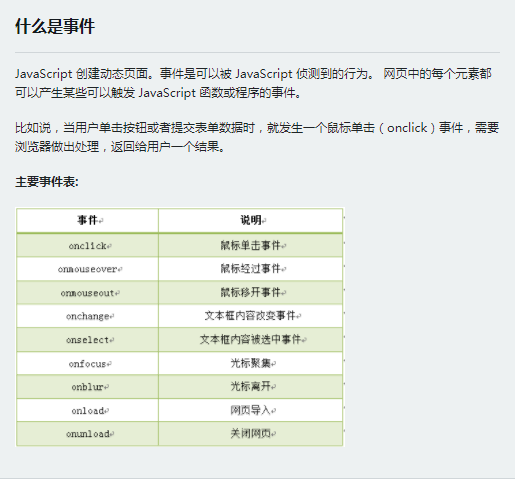 什么是事件
JavaScript 创建动态页面。事件是可以被 JavaScript 侦测到的行为。 网页中的每个元素都
可以产生某些可以触发 JavaScript 函数或程序的事件。
比如说，当用户单击按钮或者提交表单数据时，就发生一个鼠标单击（onclick）事件，需要
浏览器做出处理，返回给用户一个结果。
主要事件表:
事件 说明
onclick 鼠标单击事件
onmouseover 鼠标经过事件
onmouseout 鼠标移开事件
onchange 文本框内容改变事件
onselect 文本框内容被选中事件
onfocus 光标聚集
onblur 光标离开
onload 网页导入
onunload 关闭网页